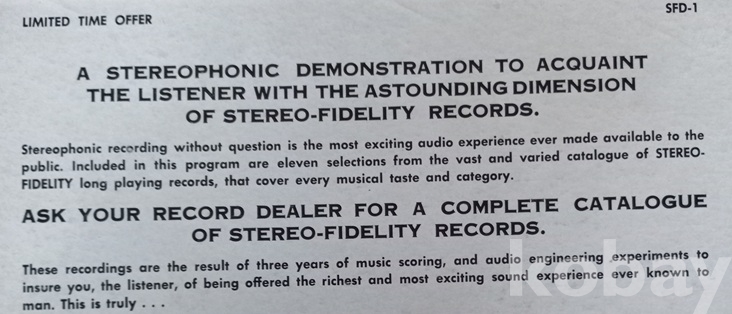 LIMITED TIME OFFER
SFD-1
A STEREOPHONIC DEMONSTRATION TO ACQUAINT
THE LISTENER WITH THE ASTOUNDING DIMENSION
OF STEREO-FIDELITY RECORDS.
Stereophonic recording without question is the most exciting audio experience ever made available to the
public. Included in this program are eleven selections from the vast and varied catalogue of STEREO-
FIDELITY long playing records, that cover every musical taste and category.
ASK YOUR RECORD DEALER FOR A COMPLETE CATALOGUE
OF STEREO-FIDELITY RECORDS.
These recordings are the result of three years of music scoring, and audio engineering experiments to
insure you, the listener, of being offered the richest and most exciting sound experience ever known to
man. This is truly . . .
kobay